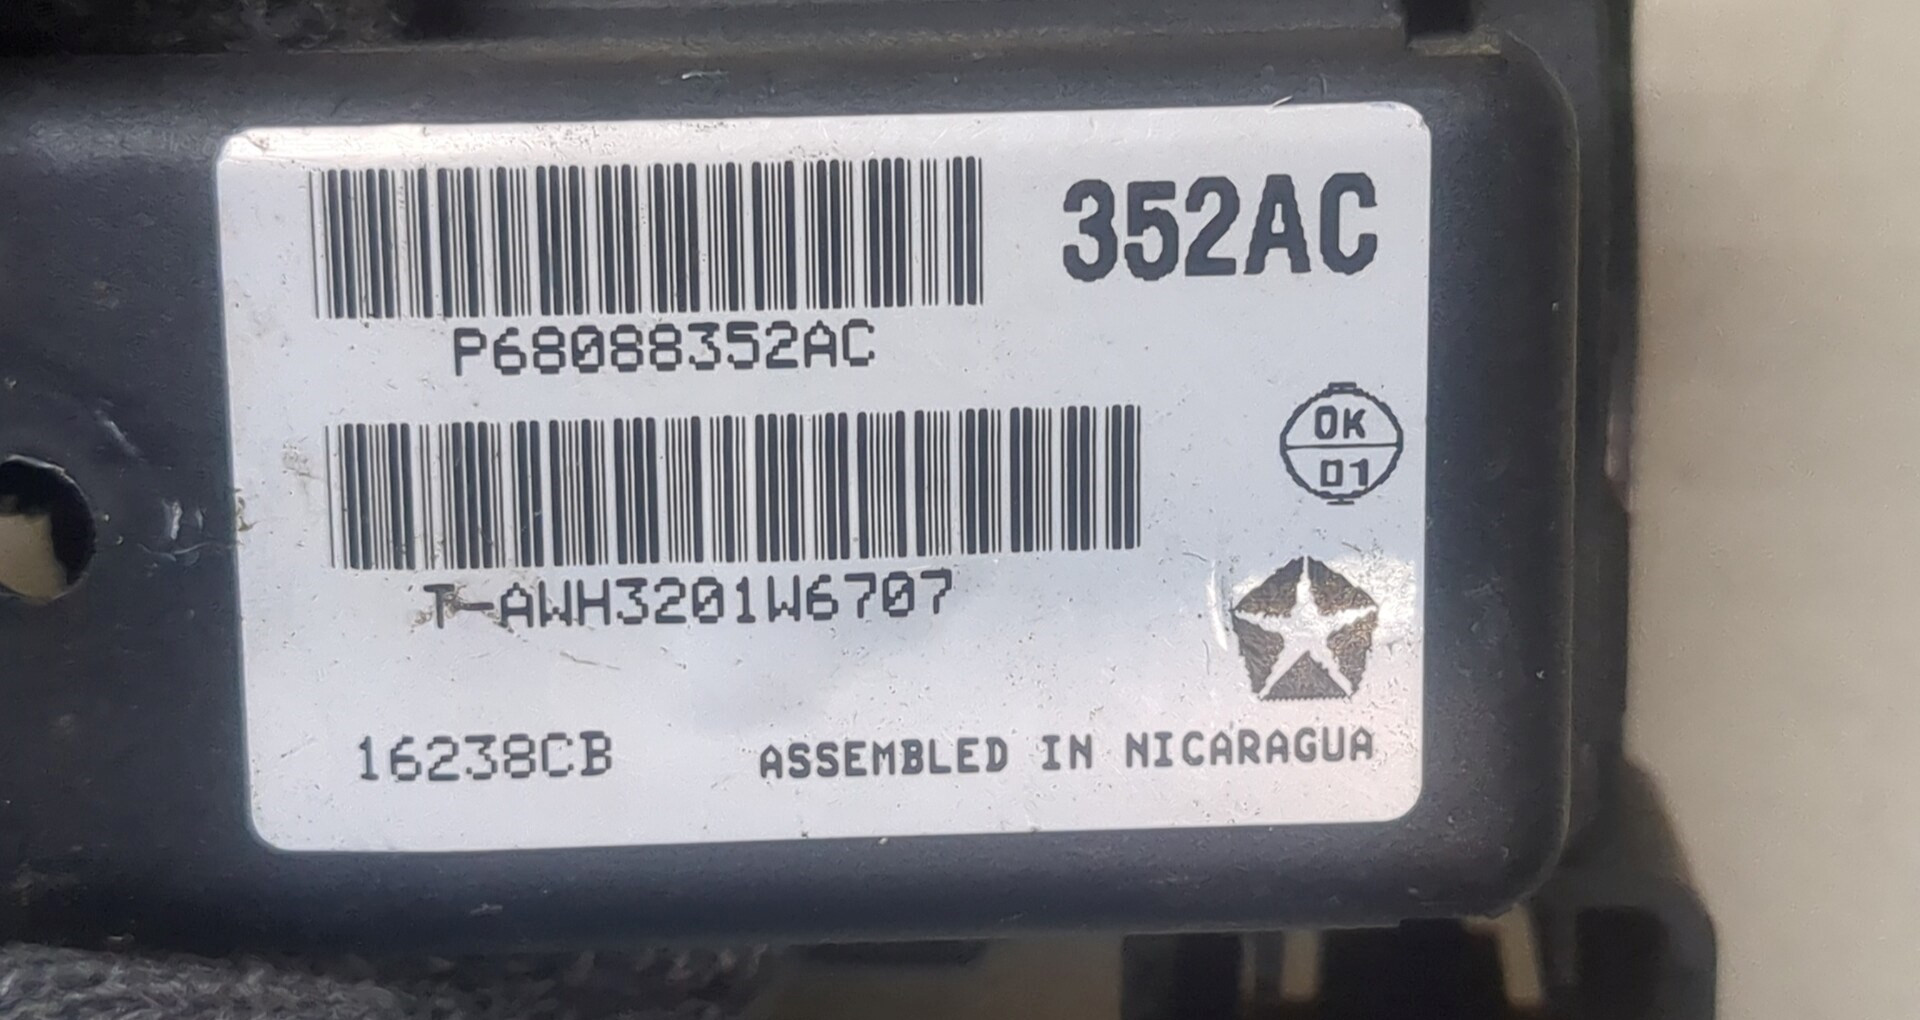 352AC
P68088352AC
OK
01
T-AWH3201W6707
16238CB ASSEMBLED IN NICARAGUA